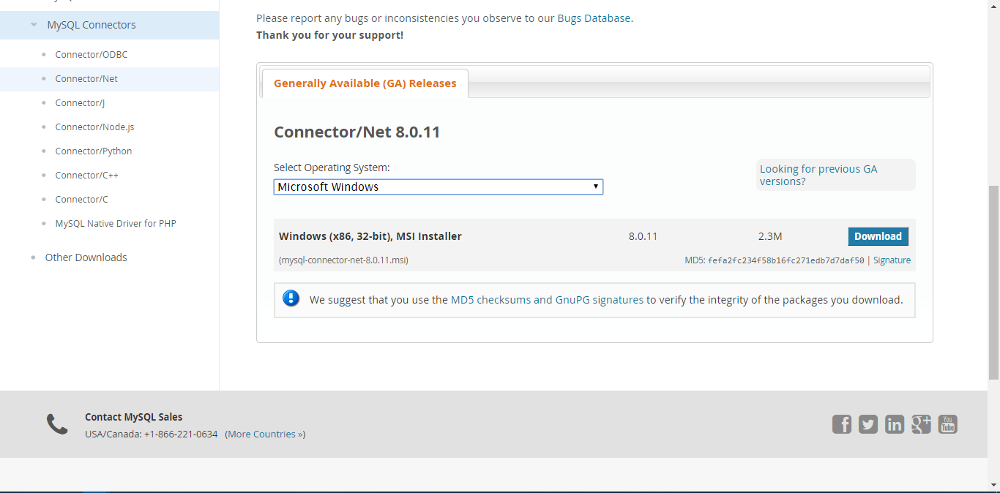 MySQL Connectors
Connector/ODBC
Connector/Net
Connector/J
Connector/Node.js
Connector/Python
Connector/C++
Connector/C
MySQL Native Driver for PHP
Other Downloads
Please report any bugs or inconsistencies you observe to our Bugs Database.
Thank you for your support!
Generally Available (GA) Releases
Connector/Net 8.0.11
Select Operating System:
Microsoft Windows
Looking for previous GA
versions?
Windows (x86, 32-bit), MSI Installer 8.0.11 2.3M Download
(mysql-connector-net-8.0.11.msi) MD5: fefa2fc234f58b16fc271edb7d7daf50 | Signature
We suggest that you use the MD5 checksums and GnuPG signatures to verify the integrity of the packages you download.
Contact MySQL Sales
USA/Canada: +1-866-221-0634 (More Countries »)
f in g+ You
Tube